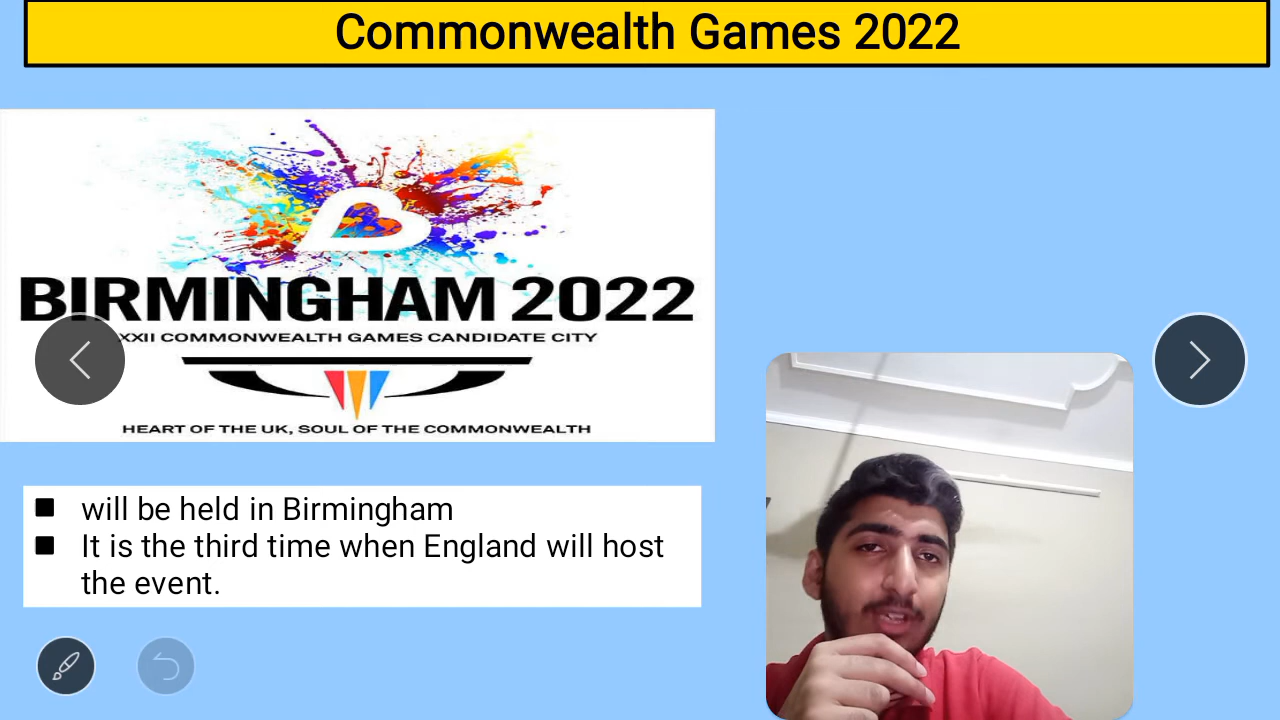 Commonwealth Games 2022
BIRMINGHAM 2022
XXII COMMONWEALTH GAMES CANDIDATE CITY
HEART OF THE UK, SOUL OF THE COMMONWEALTH
■ will be held in Birmingham
■ It is the third time when England will host
the event.